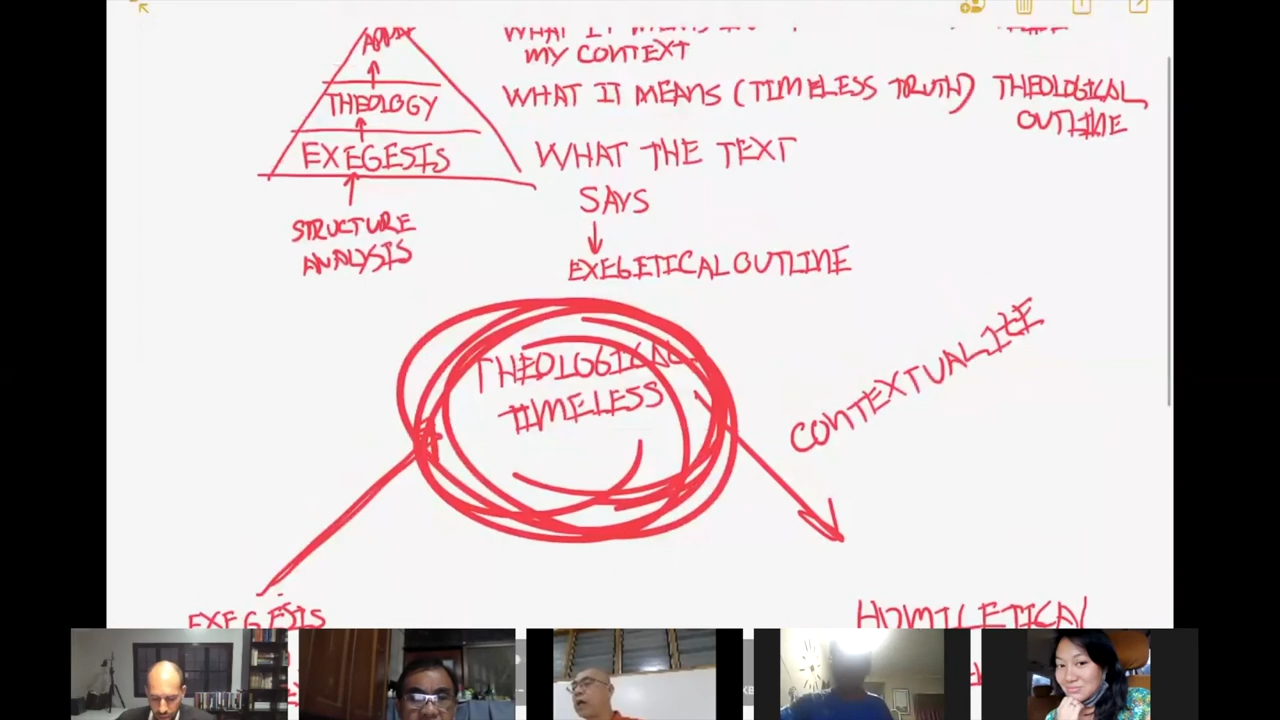 MY CONTEXT
THEOLOGY
WHAT IT MEANS (TIMELESS TRUTH) THEOLOGICAL
OUTLINE
EXEGESIS
WHAT THE TEXT
SAYS
STRUCTURE
ANALYSIS
EXEGETICAL OUTLINE
THEOLOGICAL
TIMELESS
CONTEXTUALIZE
EXEGESIS
HOMILETICAL